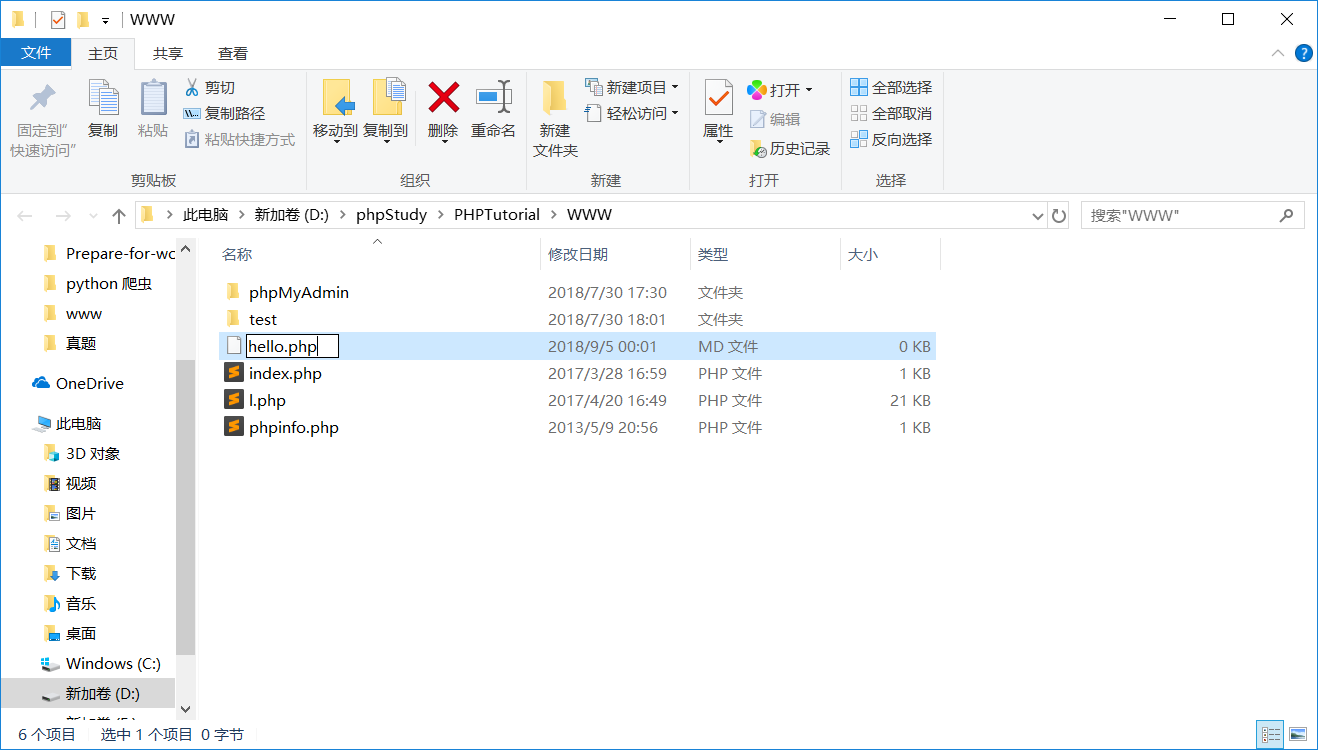 WWW
文件 主页 共享 查看
固定到"快速访问" 复制 粘贴 剪切 复制路径 粘贴快捷方式
移动到 复制到 删除 重命名
新建文件夹 新建项目 轻松访问
属性 打开 编辑 历史记录
全部选择 全部取消 反向选择
剪贴板 组织 新建 打开 选择
此电脑 新加卷 (D:) phpStudy PHPTutorial WWW
搜索"WWW"
Prepare-for-wc
python 爬虫
www
真题
OneDrive
此电脑
3D 对象
视频
图片
文档
下载
音乐
桌面
Windows (C:)
新加卷 (D:)
名称 修改日期 类型 大小
phpMyAdmin 2018/7/30 17:30 文件夹
test 2018/7/30 18:01 文件夹
hello.php 2018/9/5 00:01 MD 文件 0 KB
index.php 2017/3/28 16:59 PHP 文件 1 KB
l.php 2017/4/20 16:49 PHP 文件 21 KB
phpinfo.php 2013/5/9 20:56 PHP 文件 1 KB
6 个项目 选中 1 个项目 0 字节